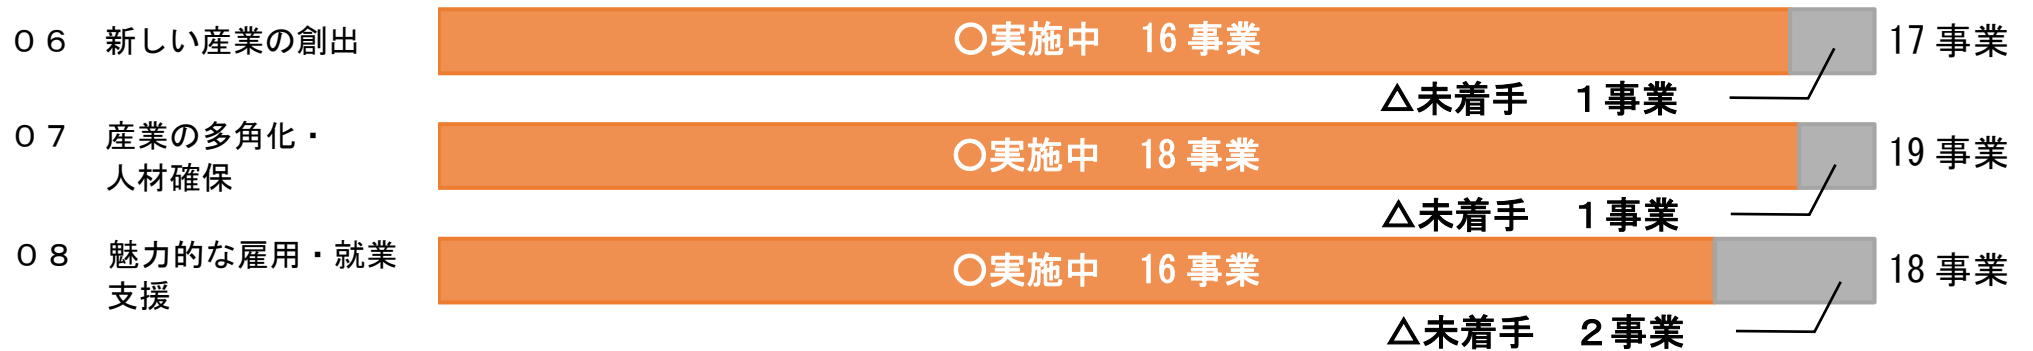 ０６　新しい産業の創出　〇実施中　16 事業　17 事業
△未着手　１事業
０７　産業の多角化・
人材確保　〇実施中　18 事業　19 事業
△未着手　１事業
０８　魅力的な雇用・就業
支援　〇実施中　16 事業　18 事業
△未着手　２事業